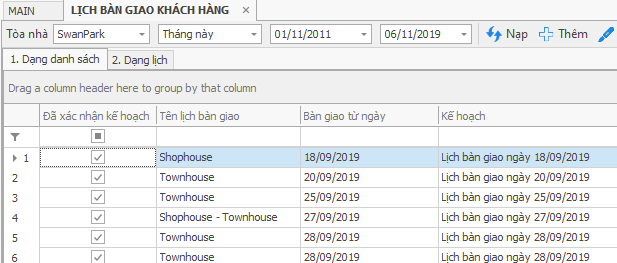 MAIN LỊCH BÀN GIAO KHÁCH HÀNG ×
Tòa nhà SwanPark Tháng này 01/11/2011 06/11/2019 Nạp Thêm
1. Dạng danh sách 2. Dạng lịch
Drag a column header here to group by that column
Đã xác nhận kế hoạch Tên lịch bàn giao Bàn giao từ ngày Kế hoạch
1 Shophouse 18/09/2019 Lịch bàn giao ngày 18/09/2019
2 Townhouse 20/09/2019 Lịch bàn giao ngày 20/09/2019
3 Townhouse 25/09/2019 Lịch bàn giao ngày 25/09/2019
4 Shophouse - Townhouse 27/09/2019 Lịch bàn giao ngày 27/09/2019
5 Townhouse 28/09/2019 Lịch bàn giao ngày 28/09/2019
6 Townhouse 28/09/2019 Lịch bàn giao ngày 28/09/2019